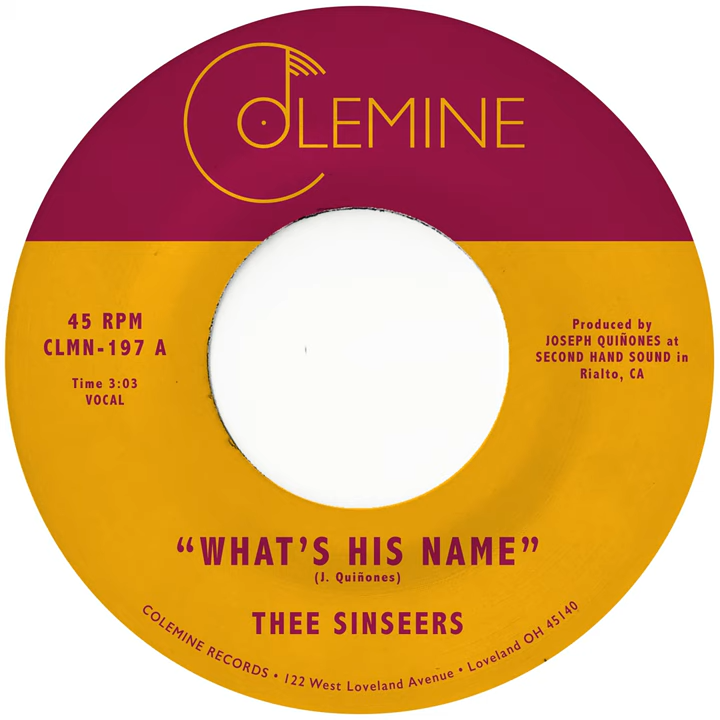 COLEMINE
45 RPM
CLMN-197 A
Time 3:03
VOCAL
Produced by
JOSEPH QUIÑONES at
SECOND HAND SOUND in
Rialto, CA
“WHAT’S HIS NAME”
(J. Quiñones)
THEE SINSEERS
COLEMINE RECORDS • 122 West Loveland Avenue • Loveland OH 45140